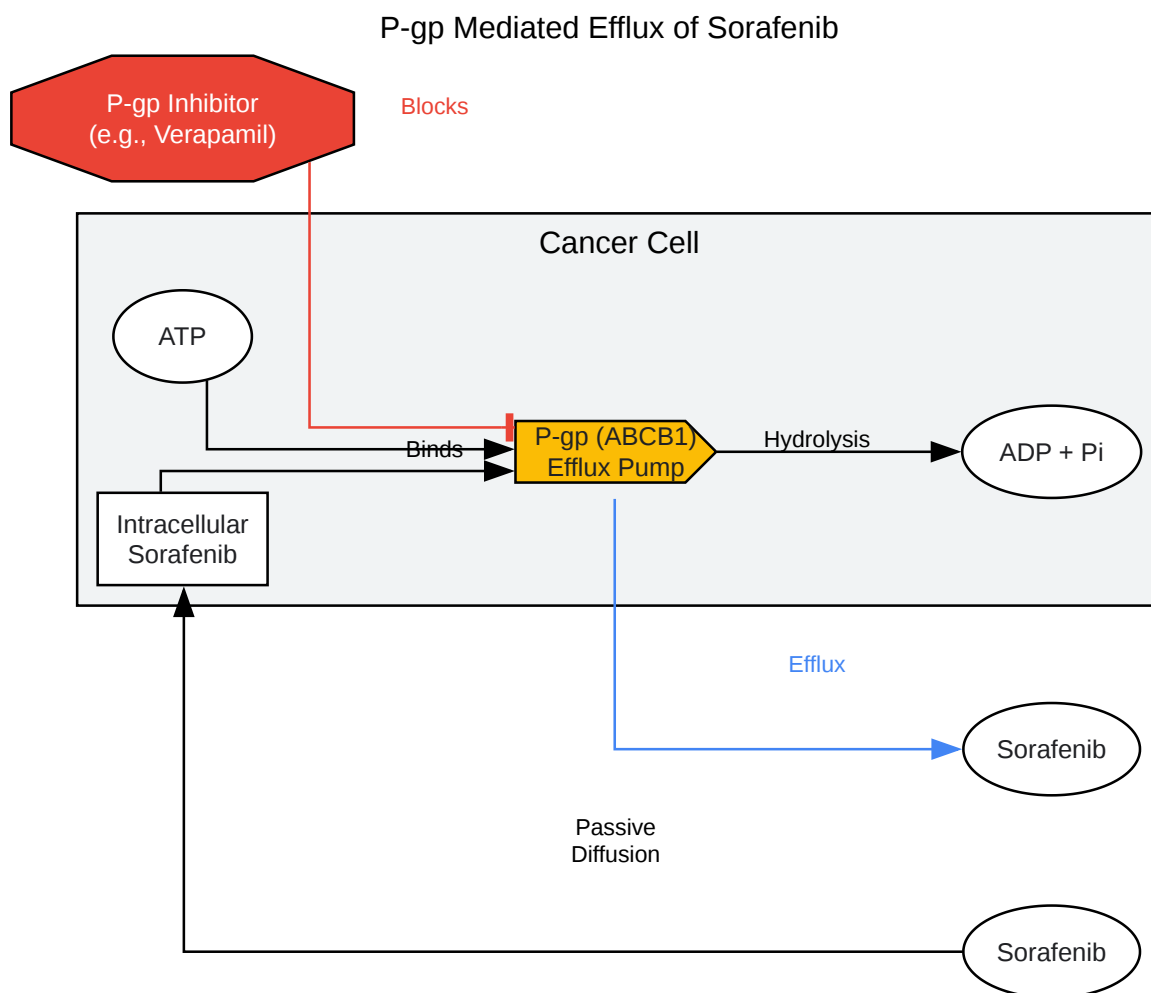 P-gp Mediated Efflux of Sorafenib
P-gp Inhibitor
(e.g., Verapamil)
Blocks
Cancer Cell
ATP
Binds
P-gp (ABCB1)
Efflux Pump
Hydrolysis
ADP + Pi
Intracellular
Sorafenib
Efflux
Sorafenib
Passive
Diffusion
Sorafenib